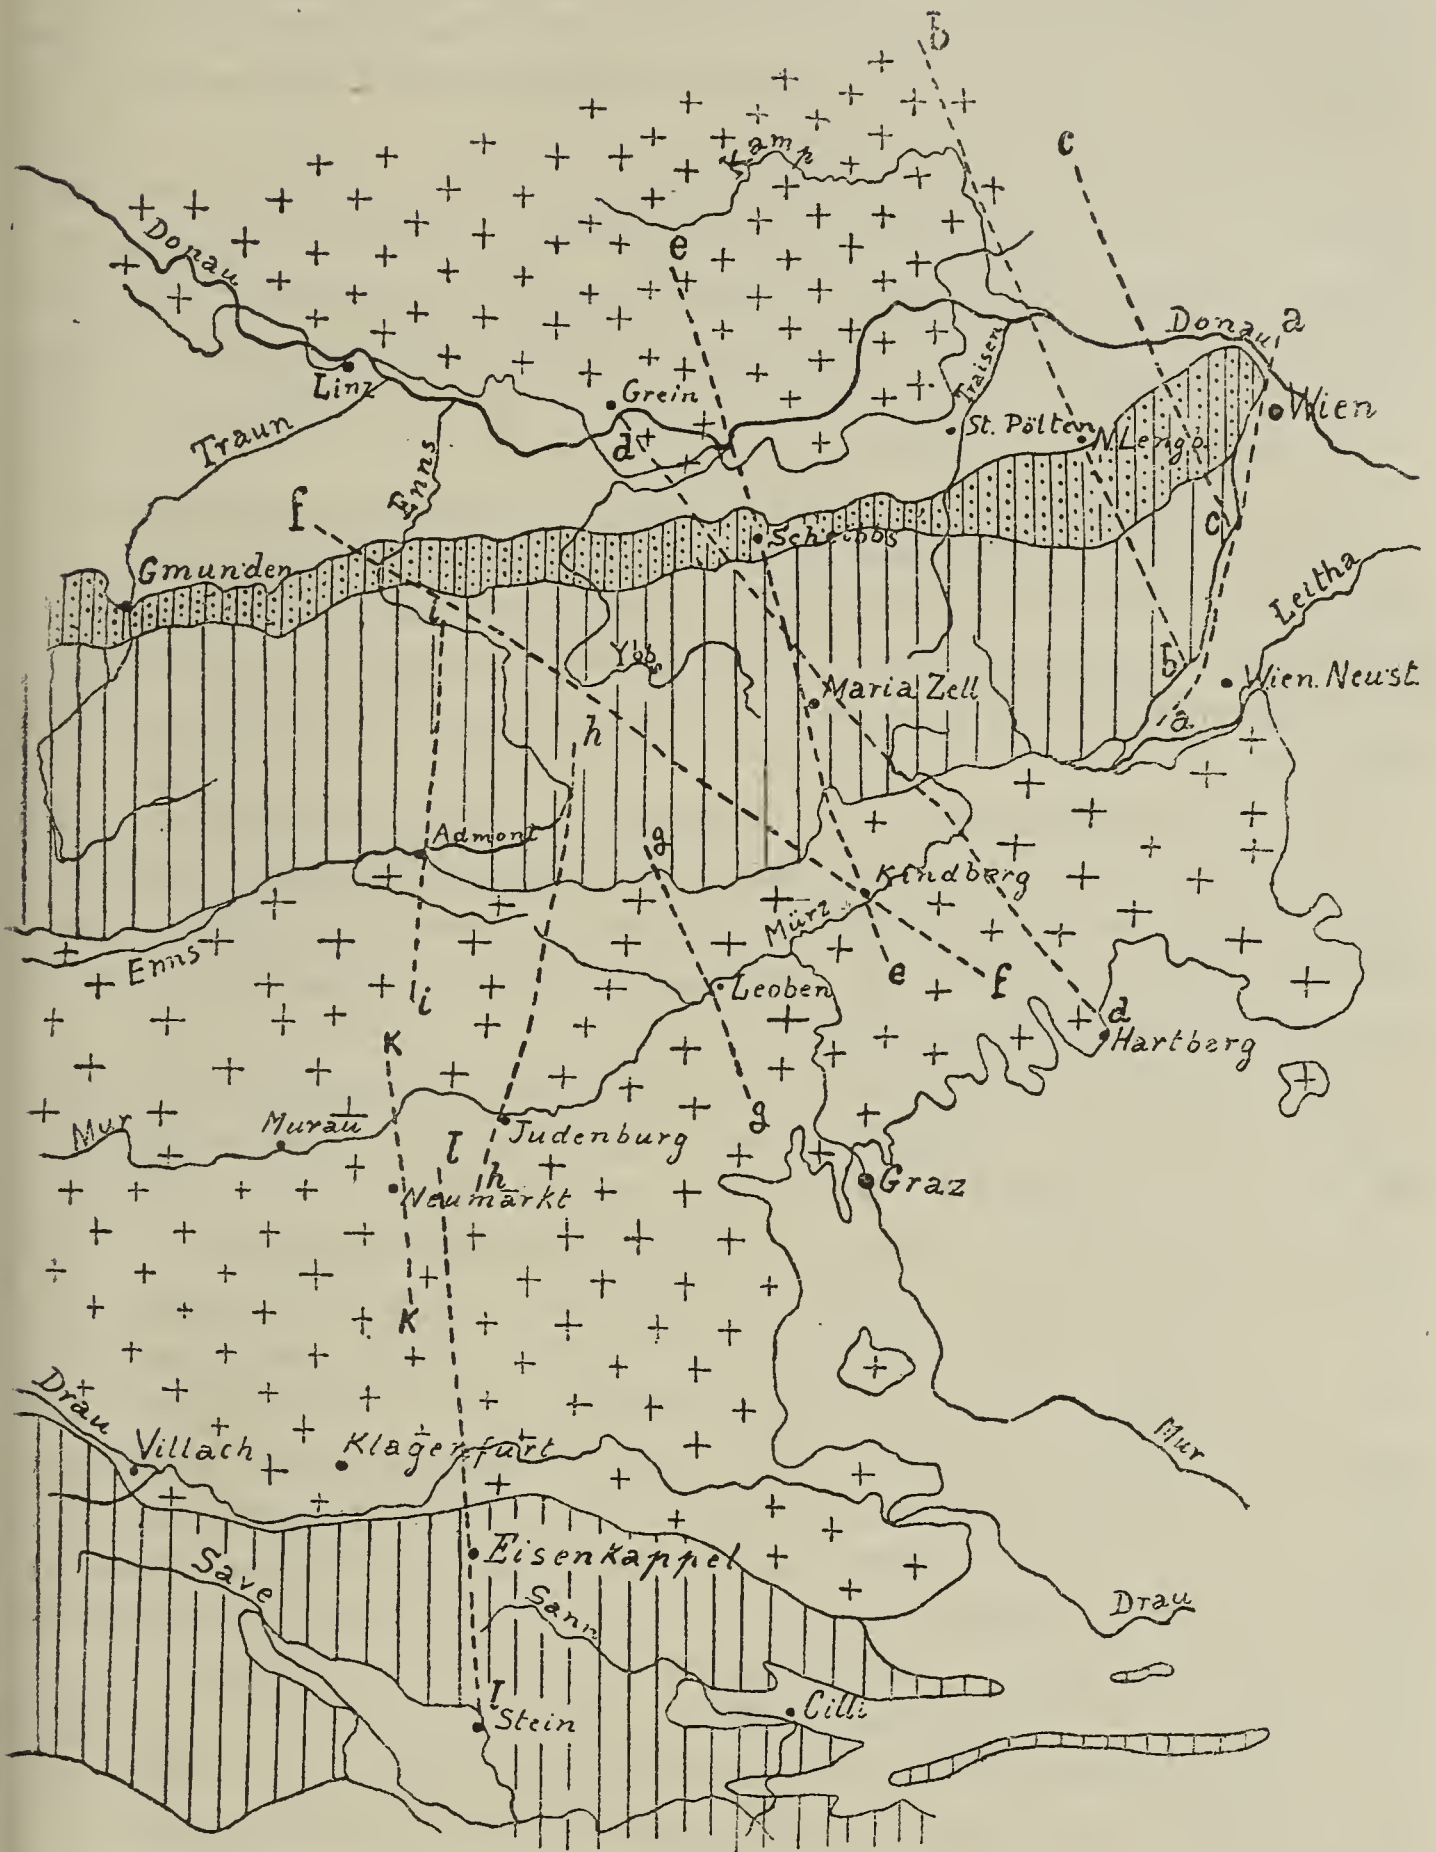 b
c
Kamp
e
Donau
Donau
a
Linz
Grein
Wien
Traun
d
Traisen
St. Pölten
N. Lengb.
Enns
f
c
Scheibbs
Gmunden
Leitha
i
Ybbs
b
Wien. Neust.
Maria Zell
a
h
Admont
g
Kindberg
Mürz
Enns
e
f
i
Leoben
d
Hartberg
K
g
Mur
Murau
Judenburg
l
h
Graz
Neumarkt
K
Drau
Mur
Villach
Klagenfurt
Eisenkappel
Save
Sann
Drau
l
Stein
Cilli